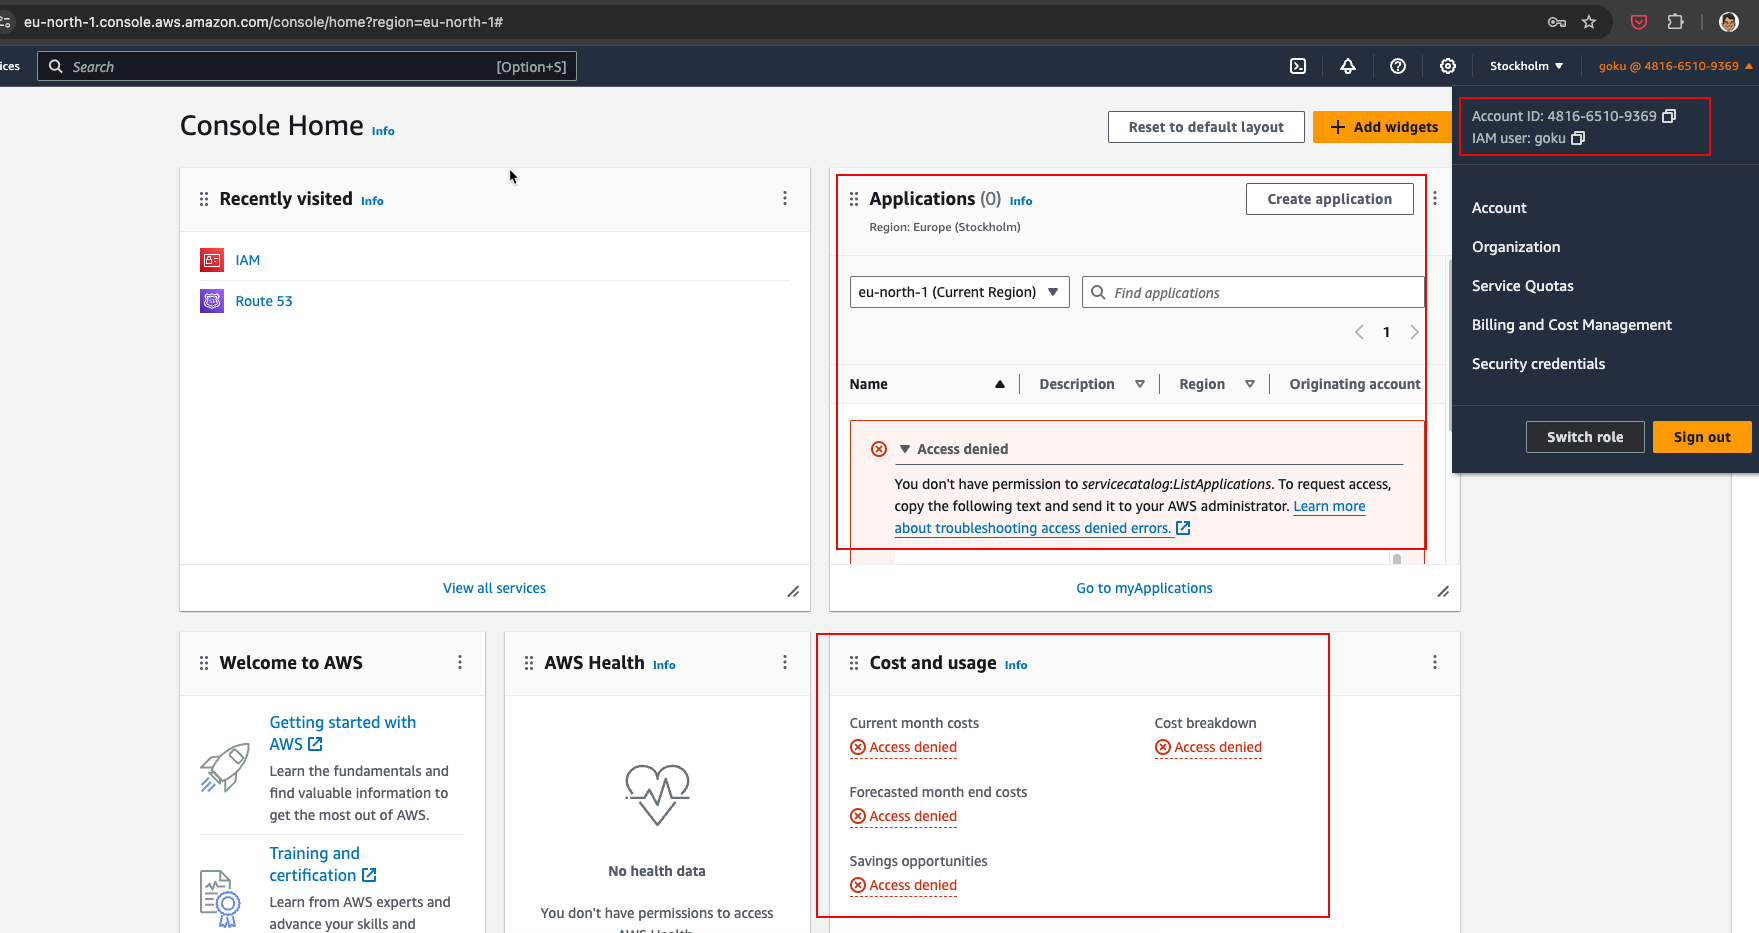 eu-north-1.console.aws.amazon.com/console/home?region=eu-north-1#
ices
Search
[Option+S]
Stockholm
goku @ 4816-6510-9369
Account ID: 4816-6510-9369
IAM user: goku
Account
Organization
Service Quotas
Billing and Cost Management
Security credentials
Switch role
Sign out
Console Home Info
Reset to default layout
Add widgets
Recently visited Info
IAM
Route 53
View all services
Applications (0) Info
Region: Europe (Stockholm)
Create application
eu-north-1 (Current Region)
Find applications
1
Name
Description
Region
Originating account
Access denied
You don't have permission to servicecatalog:ListApplications. To request access,
copy the following text and send it to your AWS administrator. Learn more
about troubleshooting access denied errors.
Go to myApplications
Welcome to AWS
Getting started with
AWS
Learn the fundamentals and
find valuable information to
get the most out of AWS.
Training and
certification
Learn from AWS experts and
advance your skills and
AWS Health Info
No health data
You don't have permissions to access
AWS Health
Cost and usage Info
Current month costs
Access denied
Cost breakdown
Access denied
Forecasted month end costs
Access denied
Savings opportunities
Access denied